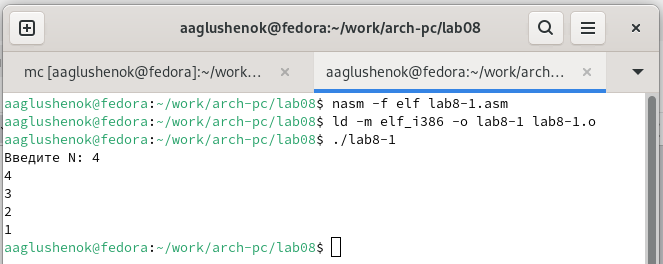 aaglushenok@fedora:~/work/arch-pc/lab08
mc [aaglushenok@fedora]:~/work...
aaglushenok@fedora:~/work/arch...
aaglushenok@fedora:~/work/arch-pc/lab08$ nasm -f elf lab8-1.asm
aaglushenok@fedora:~/work/arch-pc/lab08$ ld -m elf_i386 -o lab8-1 lab8-1.o
aaglushenok@fedora:~/work/arch-pc/lab08$ ./lab8-1
Введите N: 4
4
3
2
1
aaglushenok@fedora:~/work/arch-pc/lab08$